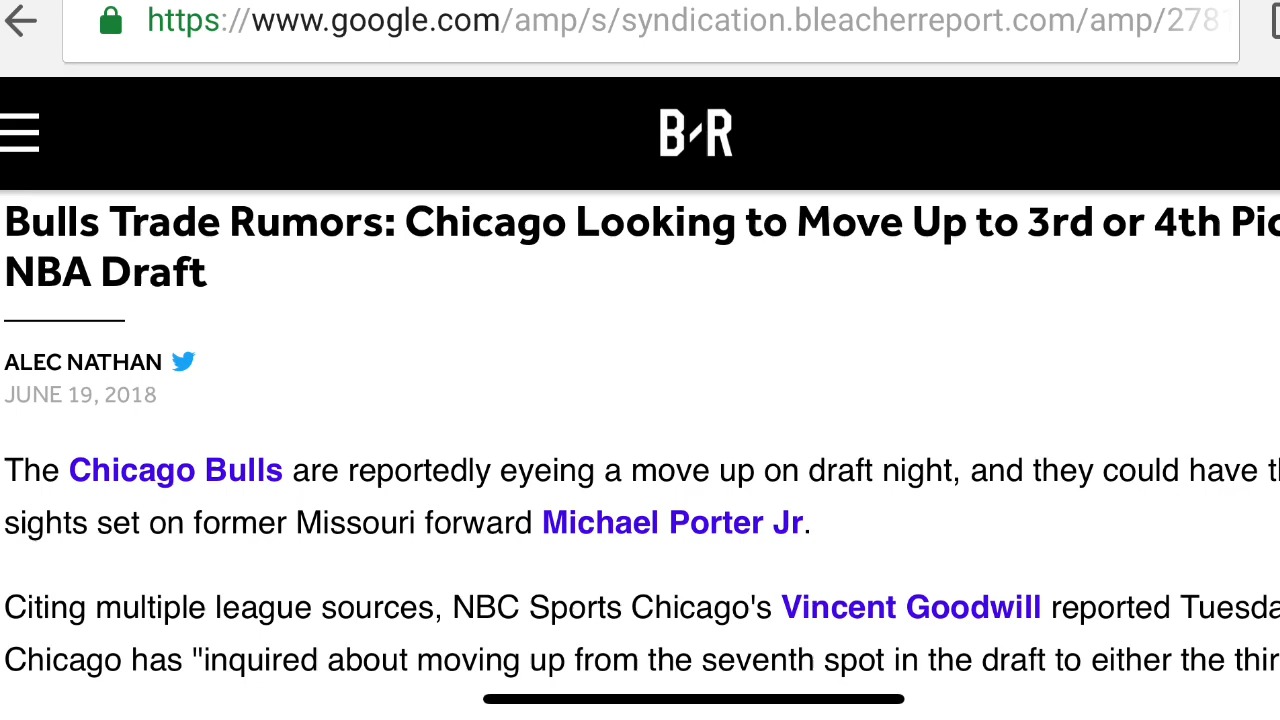 https://www.google.com/amp/s/syndication.bleacherreport.com/amp/278
B/R
Bulls Trade Rumors: Chicago Looking to Move Up to 3rd or 4th
NBA Draft
ALEC NATHAN
JUNE 19, 2018
The Chicago Bulls are reportedly eyeing a move up on draft night, and they could have
sights set on former Missouri forward Michael Porter Jr.
Citing multiple league sources, NBC Sports Chicago's Vincent Goodwill reported
Chicago has "inquired about moving up from the seventh spot in the draft to either the